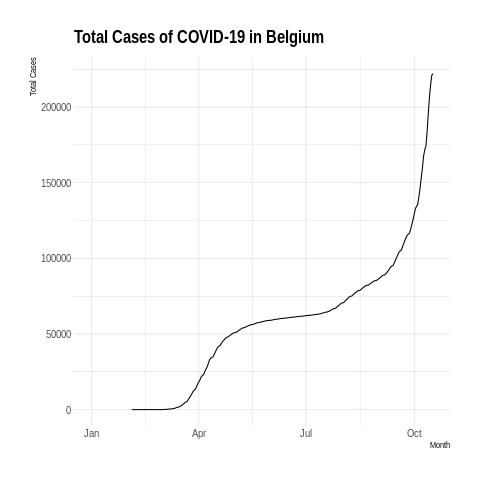 Total Cases of COVID-19 in Belgium
Total Cases
200000
150000
100000
50000
0
Jan Apr Jul Oct
Month